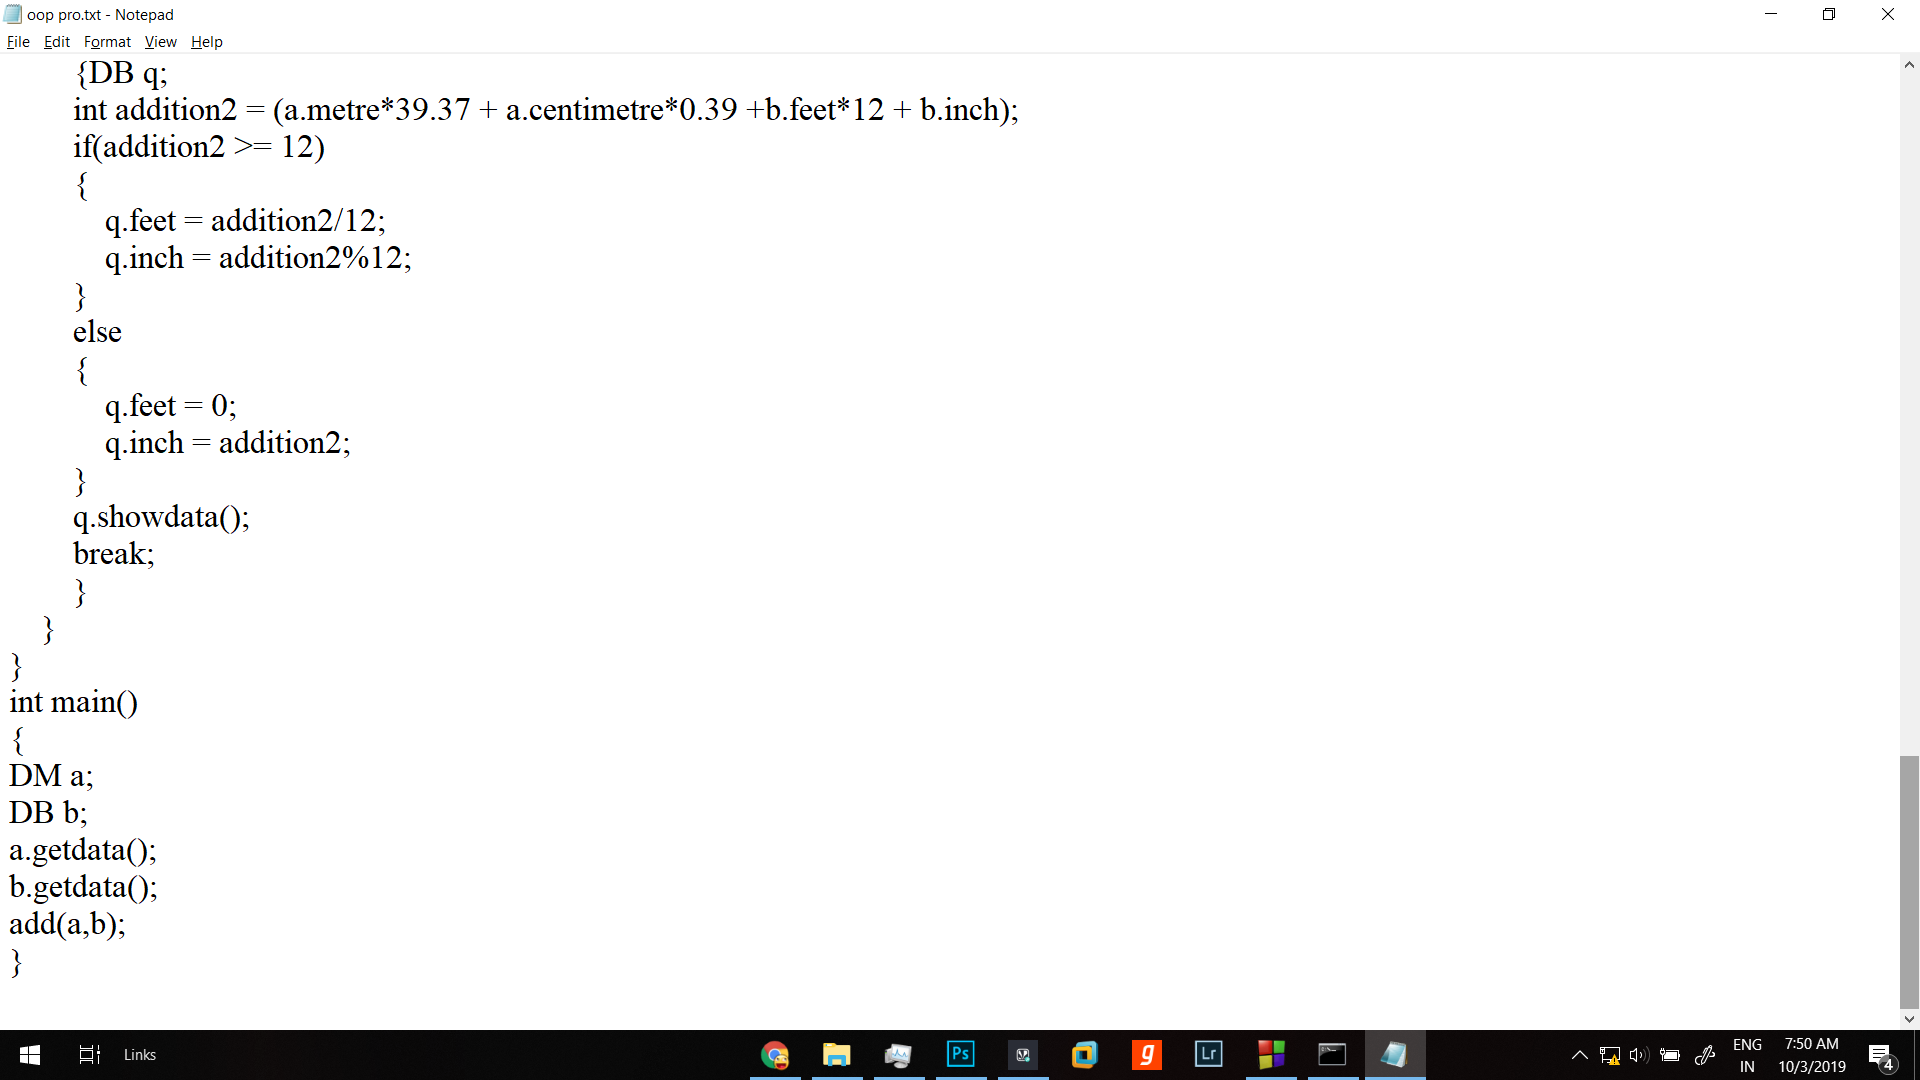 oop pro.txt - Notepad
File Edit Format View Help
{DB q;
int addition2 = (a.metre*39.37 + a.centimetre*0.39 +b.feet*12 + b.inch);
if(addition2 >= 12)
{
q.feet = addition2/12;
q.inch = addition2%12;
}
else
{
q.feet = 0;
q.inch = addition2;
}
q.showdata();
break;
}
}
}
int main()
{
DM a;
DB b;
a.getdata();
b.getdata();
add(a,b);
}
Links
Ps
g
Lr
ENG
IN
7:50 AM
10/3/2019
4